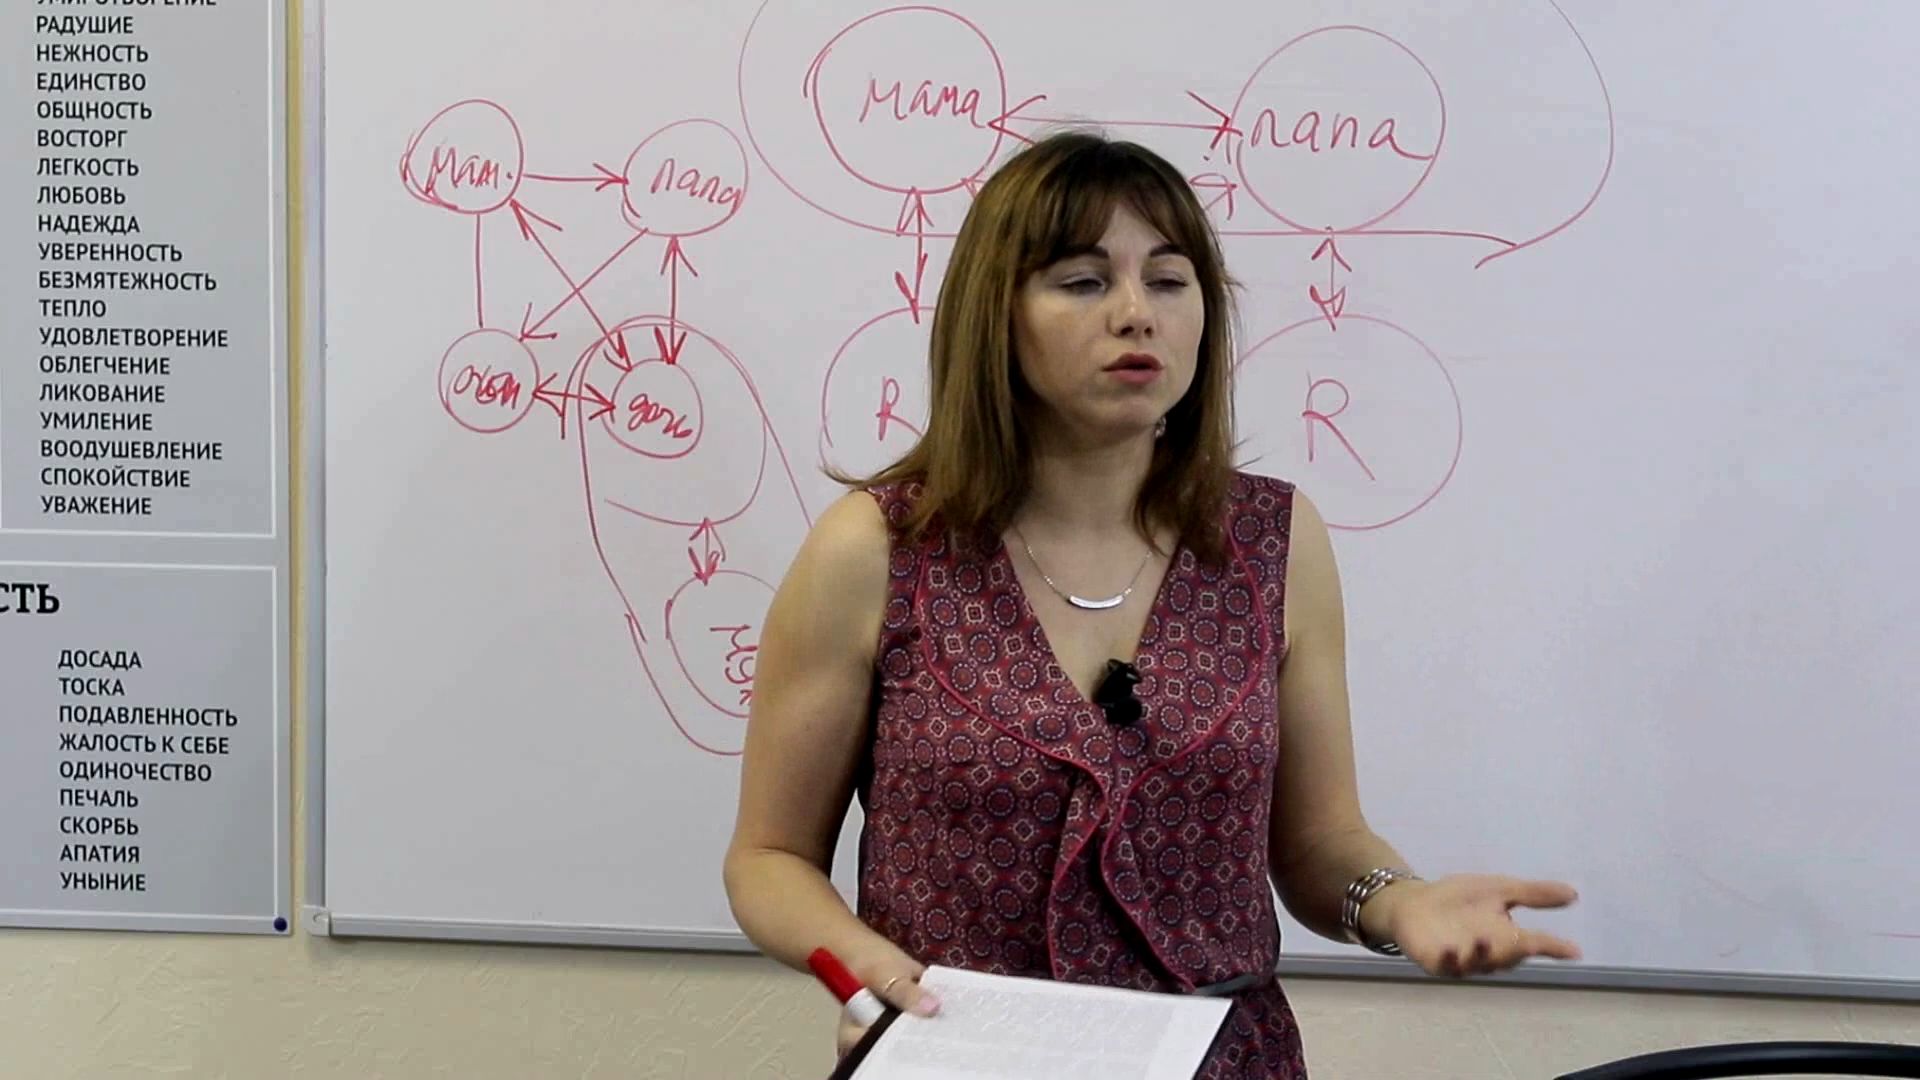 УМИРОТВОРЕНИЕ
РАДУШИЕ
НЕЖНОСТЬ
ЕДИНСТВО
ОБЩНОСТЬ
ВОСТОРГ
ЛЕГКОСТЬ
ЛЮБОВЬ
НАДЕЖДА
УВЕРЕННОСТЬ
БЕЗМЯТЕЖНОСТЬ
ТЕПЛО
УДОВЛЕТВОРЕНИЕ
ОБЛЕГЧЕНИЕ
ЛИКОВАНИЕ
УМИЛЕНИЕ
ВООДУШЕВЛЕНИЕ
СПОКОЙСТВИЕ
УВАЖЕНИЕ
СТЬ
ДОСАДА
ТОСКА
ПОДАВЛЕННОСТЬ
ЖАЛОСТЬ К СЕБЕ
ОДИНОЧЕСТВО
ПЕЧАЛЬ
СКОРБЬ
АПАТИЯ
УНЫНИЕ
мам.
папа
дочь
мама
папа
R
R